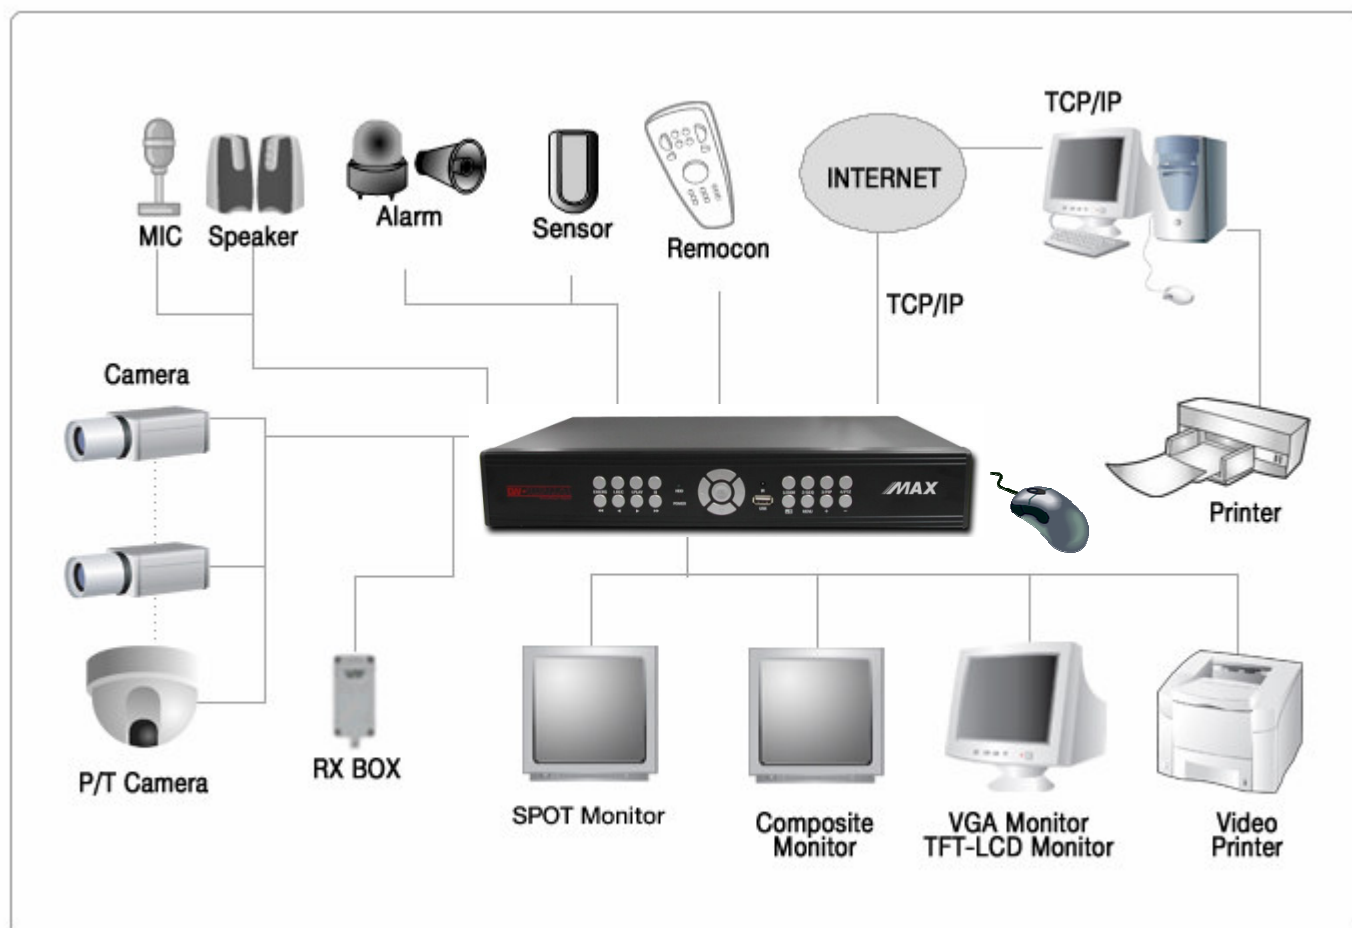 TCP/IP
INTERNET
MIC
Speaker
Alarm
Sensor
Remocon
TCP/IP
Camera
MAX
Printer
P/T Camera
RX BOX
SPOT Monitor
Composite
Monitor
VGA Monitor
TFT-LCD Monitor
Video
Printer